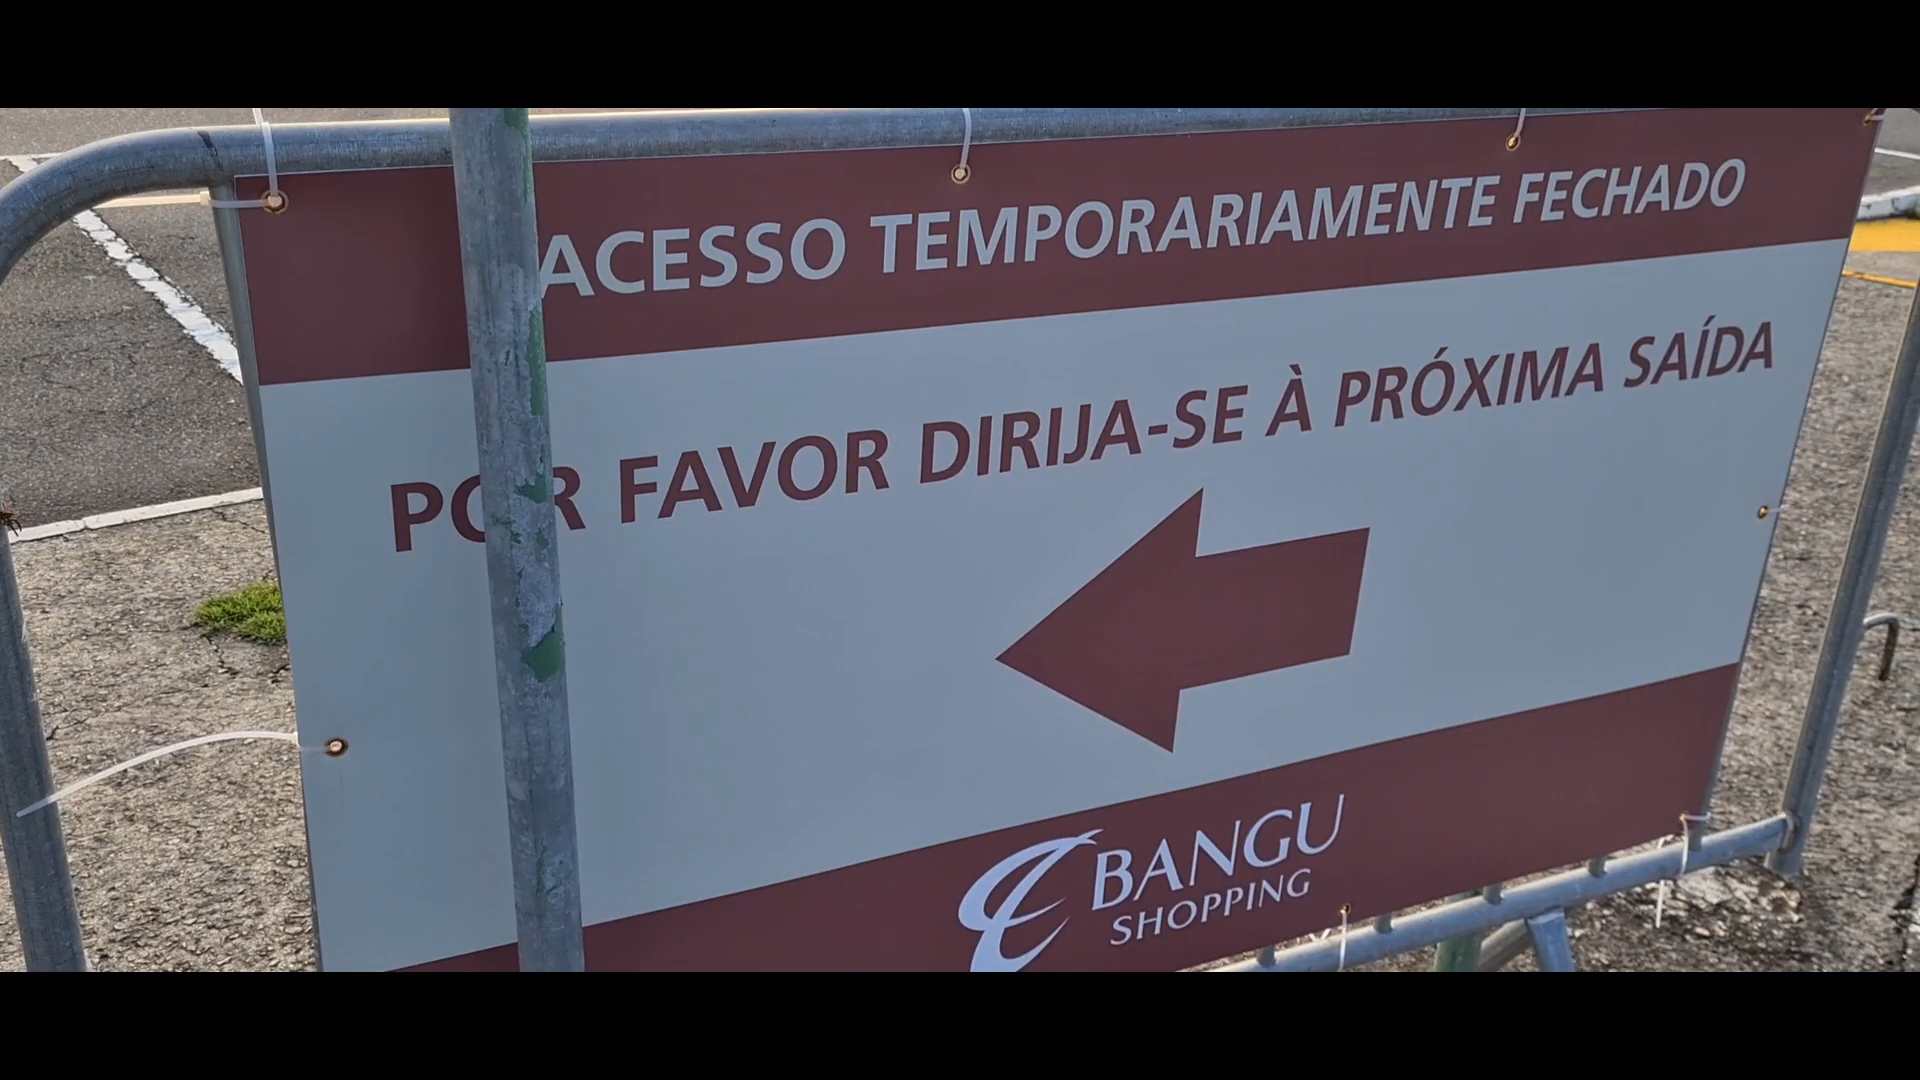 ACESSO TEMPORARIAMENTE FECHADO
POR FAVOR DIRIJA-SE À PRÓXIMA SAÍDA
BANGU
SHOPPING